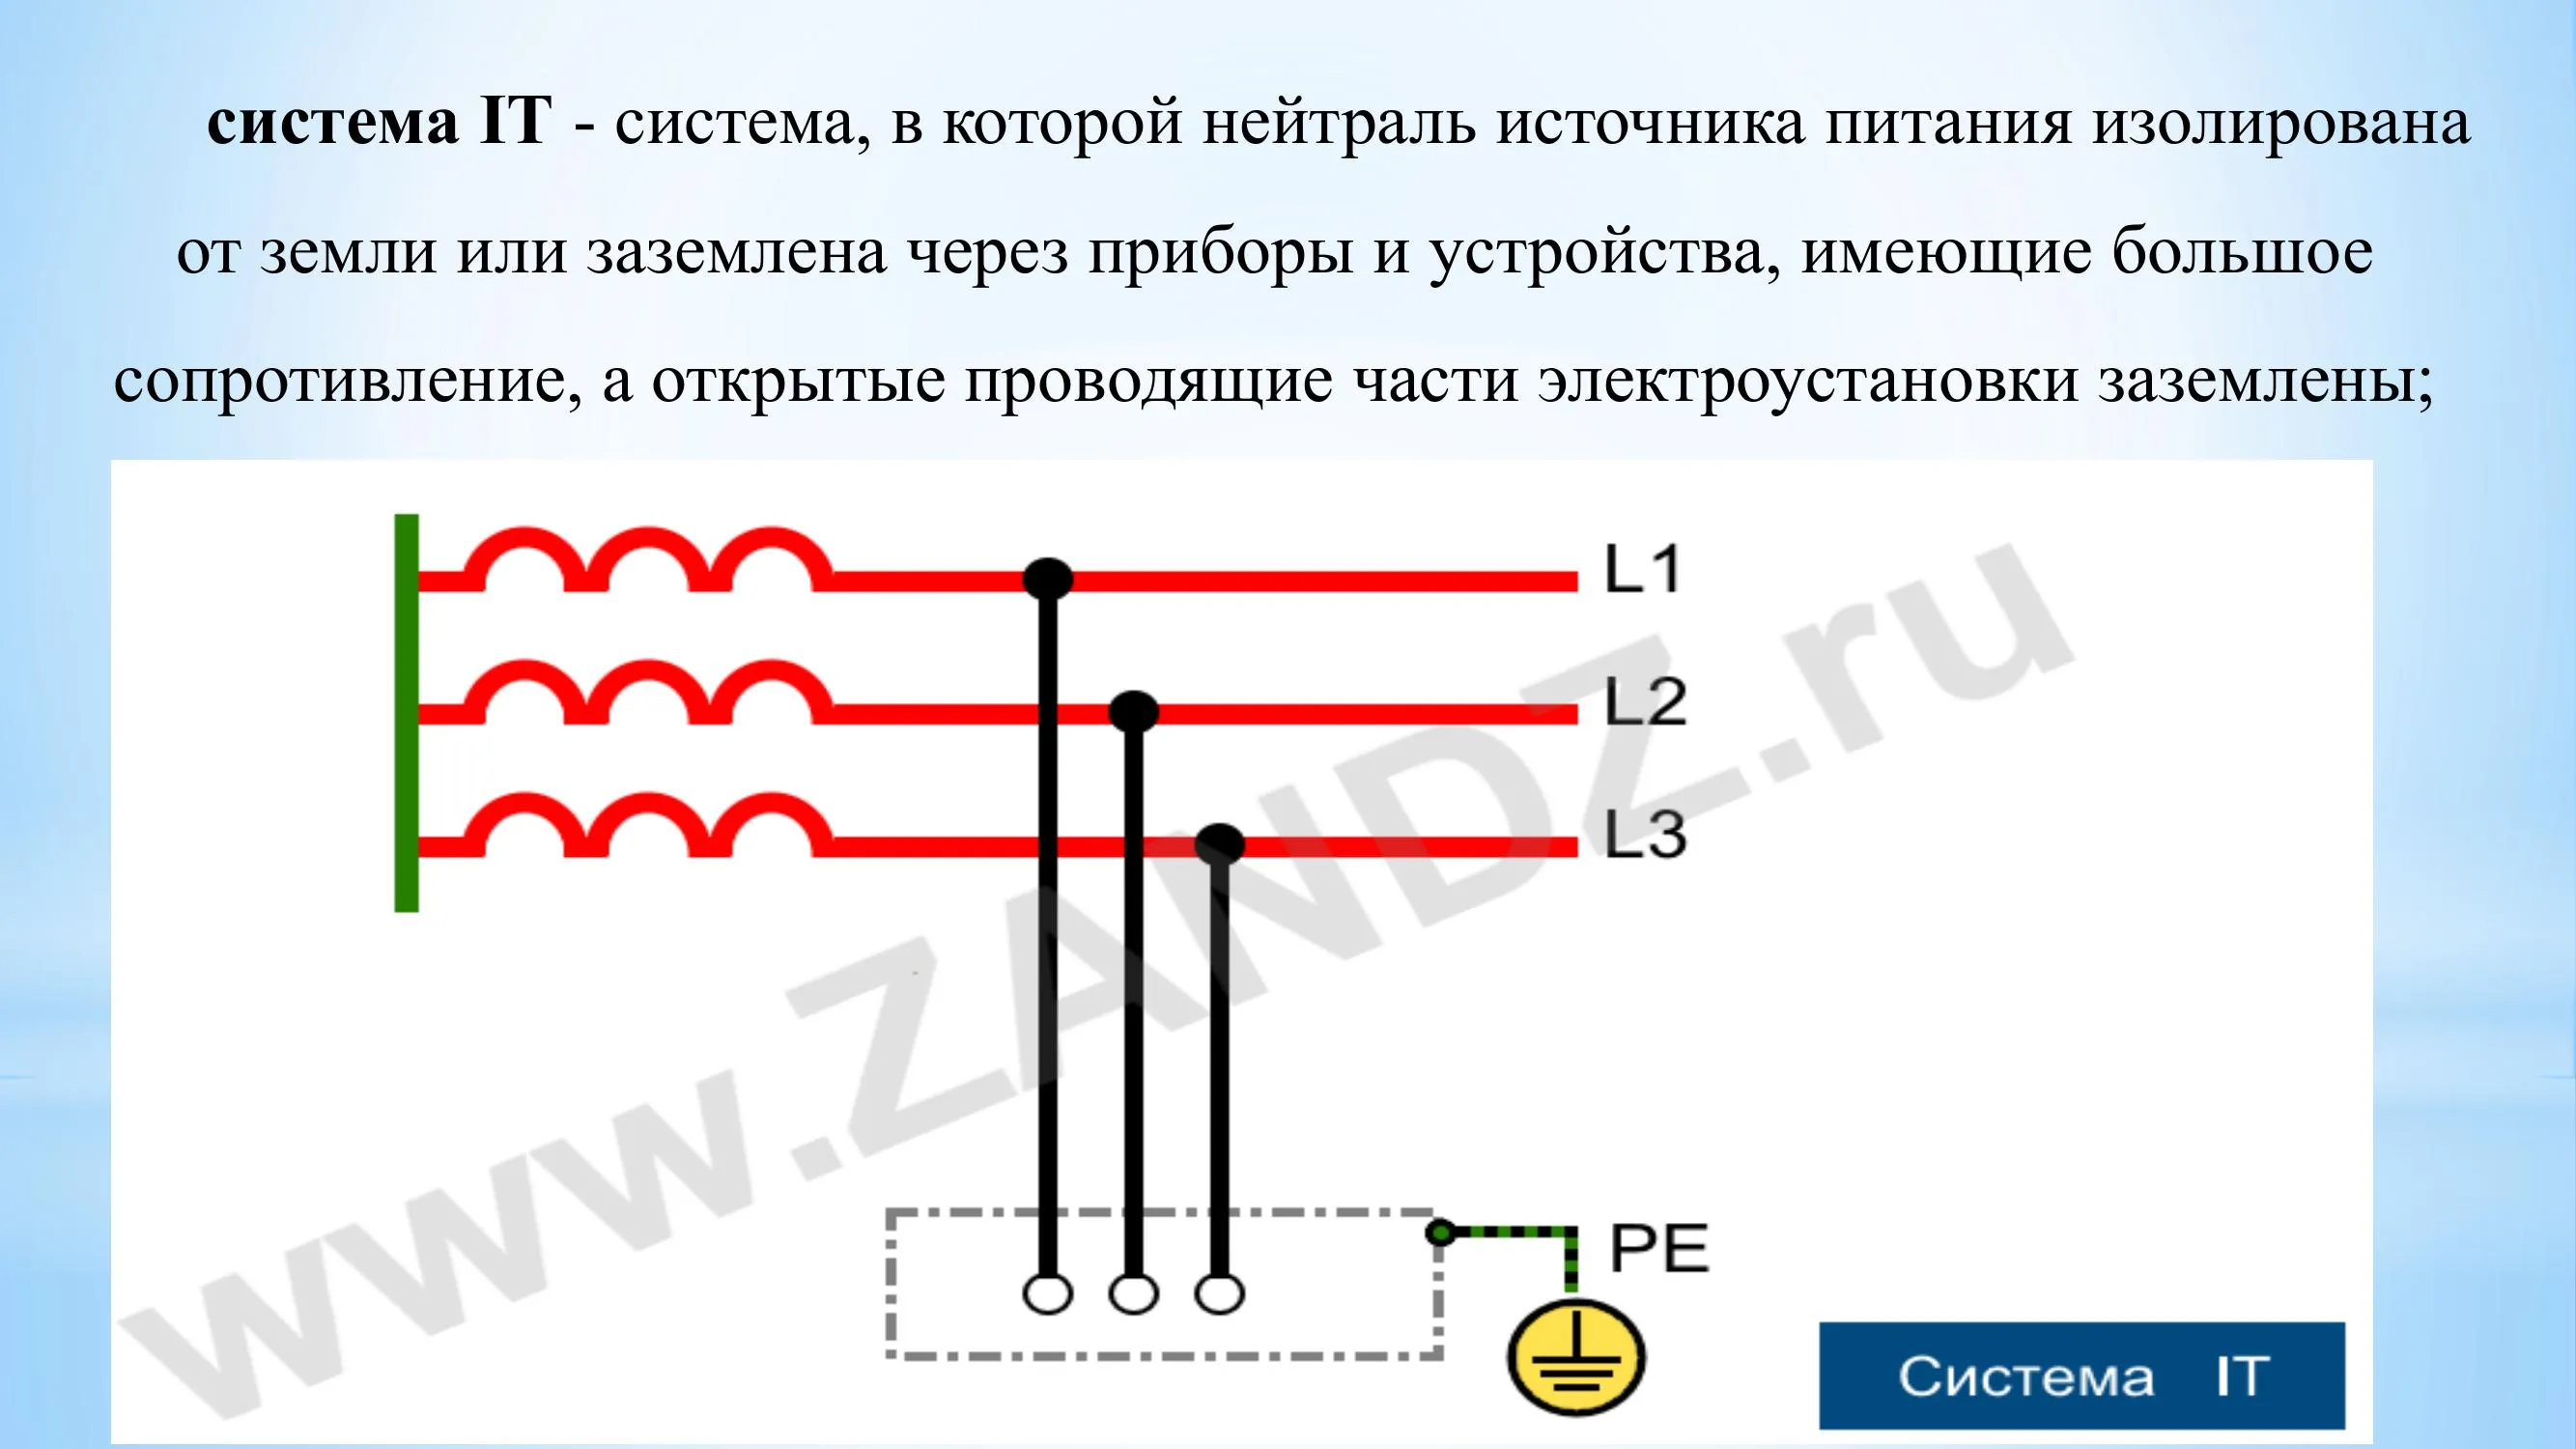 система IT - система, в которой нейтраль источника питания изолирована
от земли или заземлена через приборы и устройства, имеющие большое
сопротивление, а открытые проводящие части электроустановки заземлены;
L1
L2
L3
www.ZANDZ.ru
PE
Система IT